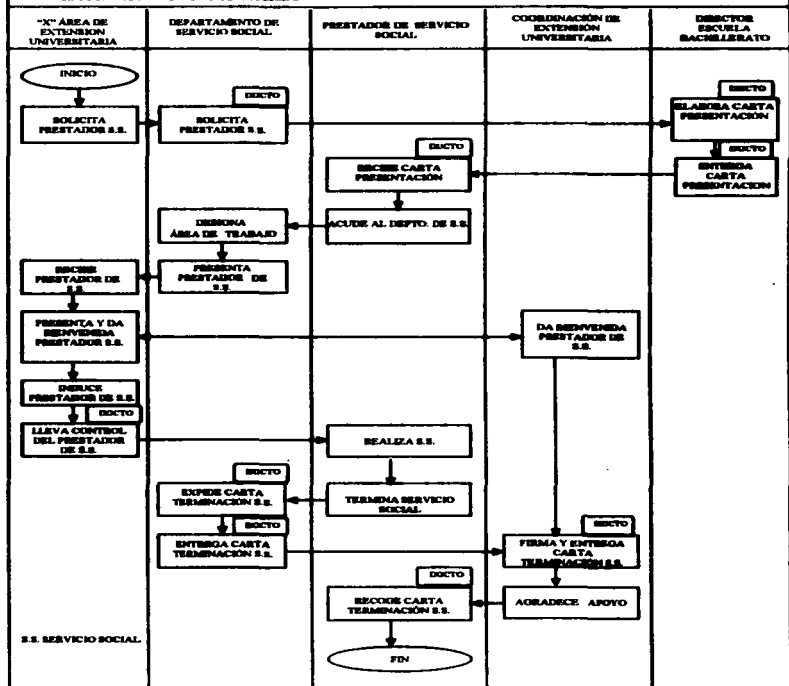 "X" ÁREA DE
EXTENSION
UNIVERSITARIA
DEPARTAMENTO DE
SERVICIO SOCIAL
PRESTADOR DE SERVICIO
SOCIAL
COORDINACIÓN DE
EXTENSIÓN
UNIVERSITARIA
DIRECTOR
ESCUELA
BACHILLERATO
INICIO
SOLICITA
PRESTADOR S.S.
DOCTO
SOLICITA
PRESTADOR S.S.
DOCTO
ELABORA CARTA
PRESENTACIÓN
DOCTO
ENTREGA
CARTA
PRESENTACION
DOCTO
RECIBE CARTA
PRESENTACIÓN
ACUDE AL DEPTO. DE S.S.
DESIGNA
ÁREA DE TRABAJO
PRESENTA
PRESTADOR DE
S.S.
RECIBE
PRESTADOR DE
S.S.
PRESENTA Y DA
BIENVENIDA
PRESTADOR S.S.
DA BIENVENIDA
PRESTADOR DE
S.S.
INDUCE
PRESTADOR DE S.S.
DOCTO
LLEVA CONTROL
DEL PRESTADOR
DE S.S.
REALIZA S.S.
TERMINA SERVICIO
SOCIAL
DOCTO
EXPIDE CARTA
TERMINACIÓN S.S.
DOCTO
ENTREGA CARTA
TERMINACIÓN S.S.
DOCTO
FIRMA Y ENTREGA
CARTA
TERMINACIÓN S.S.
AGRADECE APOYO
DOCTO
RECOGE CARTA
TERMINACIÓN S.S.
FIN
S.S. SERVICIO SOCIAL